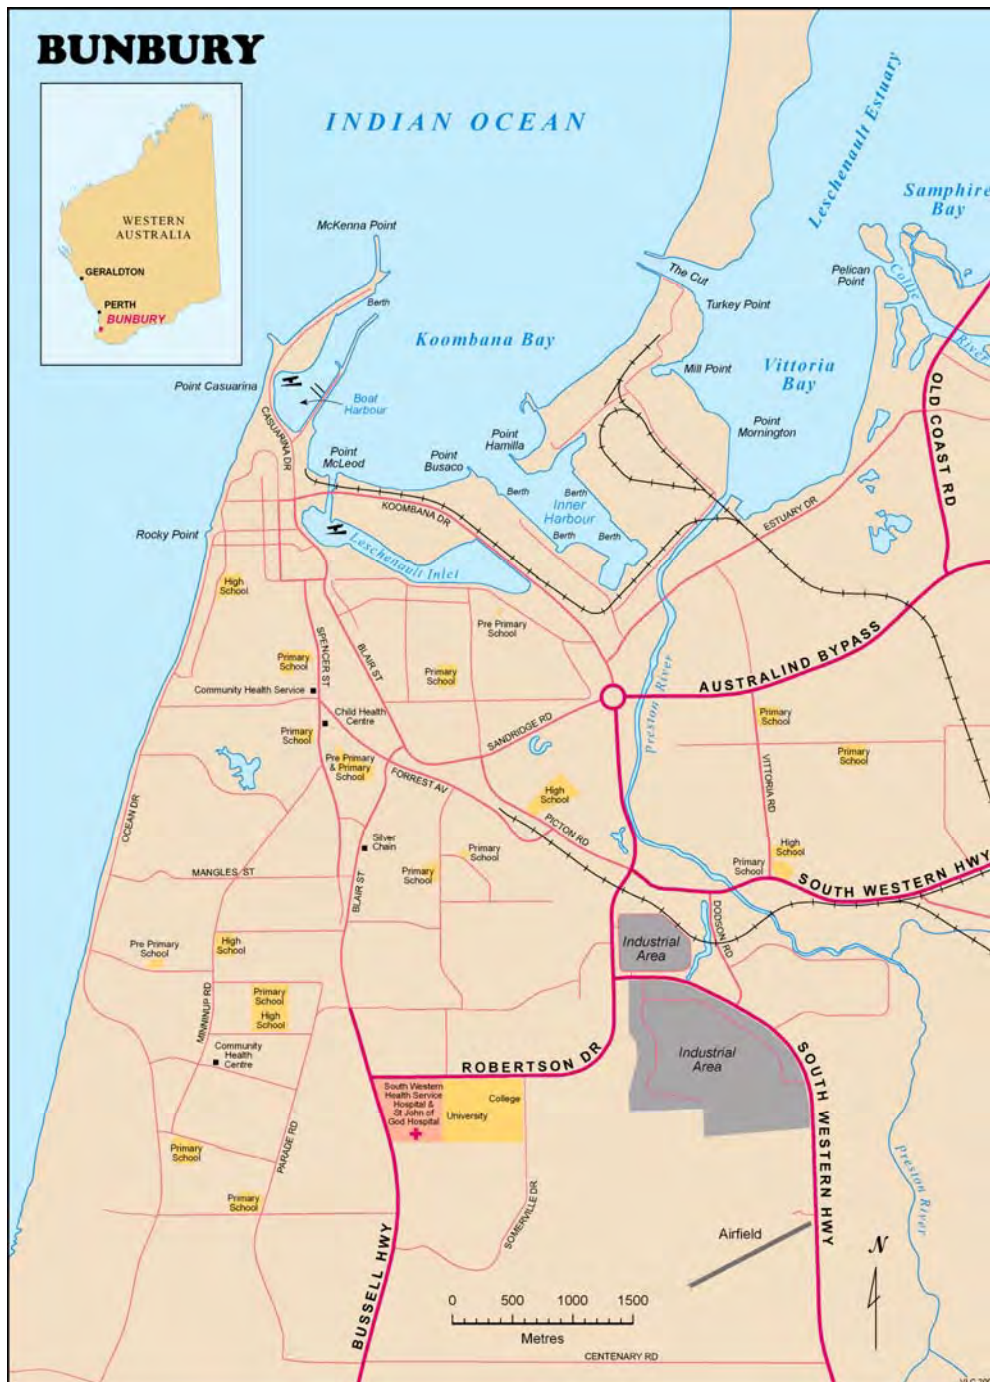 BUNBURY
INDIAN OCEAN
Leschenault Estuary
Samphire
Bay
WESTERN
AUSTRALIA
GERALDTON
PERTH
BUNBURY
McKenna Point
Berth
The Cut
Turkey Point
Pelican
Point
Collie
River
Koombana Bay
Mill Point
Vittoria
Bay
Point Casuarina
Boat
Harbour
CASUARINA DR
Point
McLeod
Point
Busaco
Point
Hamilla
Point
Mornington
OLD COAST RD
Berth
Berth
Inner
Harbour
Berth
Berth
KOOMBANA DR
ESTUARY DR
Rocky Point
Leschenault Inlet
High
School
Pre Primary
School
SPENCER ST
BLAIR ST
Primary
School
Primary
School
Community Health Service
AUSTRALIND BYPASS
Preston River
Child Health
Centre
Primary
School
SANDRIDGE RD
Primary
School
Primary
School
Pre Primary
& Primary
School
FORREST AV
VITTORIA RD
High
School
OCEAN DR
PICTON RD
Silver
Chain
Primary
School
High
School
Primary
School
MANGLES ST
Primary
School
SOUTH WESTERN HWY
BLAIR ST
DODSON RD
Pre Primary
School
High
School
Industrial
Area
MINNINUP RD
Primary
School
High
School
Community
Health
Centre
ROBERTSON DR
Industrial
Area
SOUTH WESTERN HWY
South Western
Health Service
Hospital &
St John of
God Hospital
College
University
PARADE RD
Primary
School
Primary
School
SOMERVILLE DR
Preston River
Airfield
N
BUSSELL HWY
0 500 1000 1500
Metres
CENTENARY RD